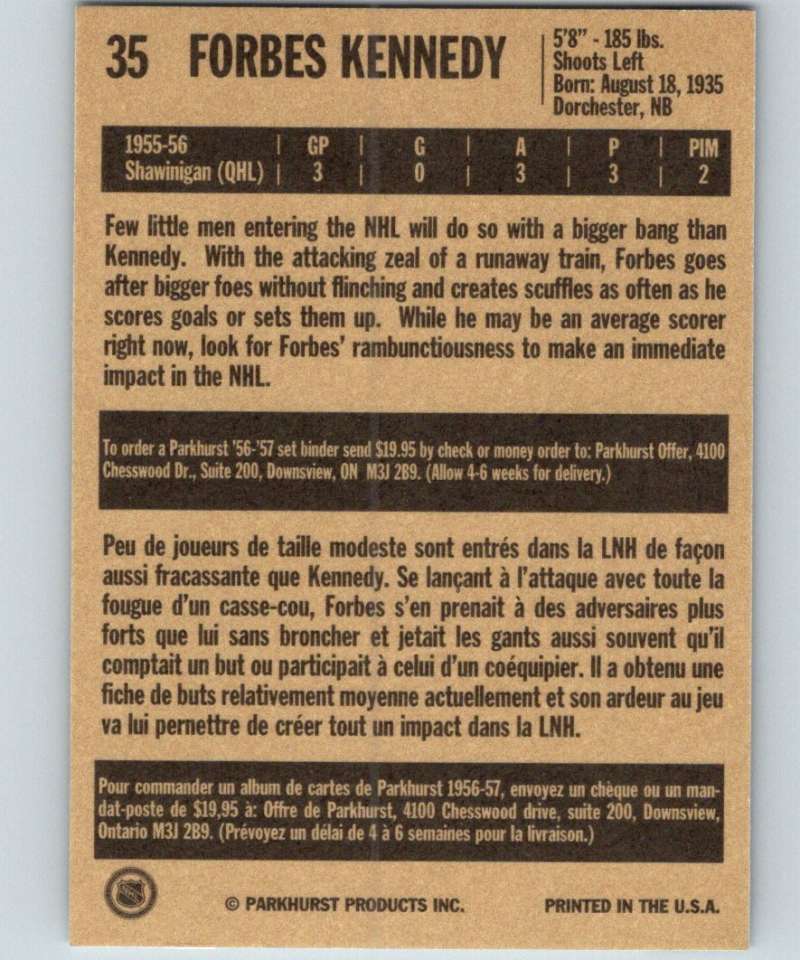 35 FORBES KENNEDY
5'8" - 185 lbs.
Shoots Left
Born: August 18, 1935
Dorchester, NB
1955-56 | GP | G | A | P | PIM
Shawinigan (QHL) | 3 | 0 | 3 | 3 | 2
Few little men entering the NHL will do so with a bigger bang than
Kennedy. With the attacking zeal of a runaway train, Forbes goes
after bigger foes without flinching and creates scuffles as often as he
scores goals or sets them up. While he may be an average scorer
right now, look for Forbes' rambunctiousness to make an immediate
impact in the NHL.
To order a Parkhurst '56-'57 set binder send $19.95 by check or money order to: Parkhurst Offer, 4100
Chesswood Dr., Suite 200, Downsview, ON M3J 2B9. (Allow 4-6 weeks for delivery.)
Peu de joueurs de taille modeste sont entrés dans la LNH de façon
aussi fracassante que Kennedy. Se lançant à l'attaque avec toute la
fougue d'un casse-cou, Forbes s'en prenait à des adversaires plus
forts que lui sans broncher et jetait les gants aussi souvent qu'il
comptait un but ou participait à celui d'un coéquipier. Il a obtenu une
fiche de buts relativement moyenne actuellement et son ardeur au jeu
va lui pernettre de créer tout un impact dans la LNH.
Pour commander un album de cartes de Parkhurst 1956-57, envoyez un chèque ou un man-
dat-poste de $19,95 à: Offre de Parkhurst, 4100 Chesswood drive, suite 200, Downsview,
Ontario M3J 2B9. (Prévoyez un délai de 4 à 6 semaines pour la livraison.)
NHL
© PARKHURST PRODUCTS INC. PRINTED IN THE U.S.A.